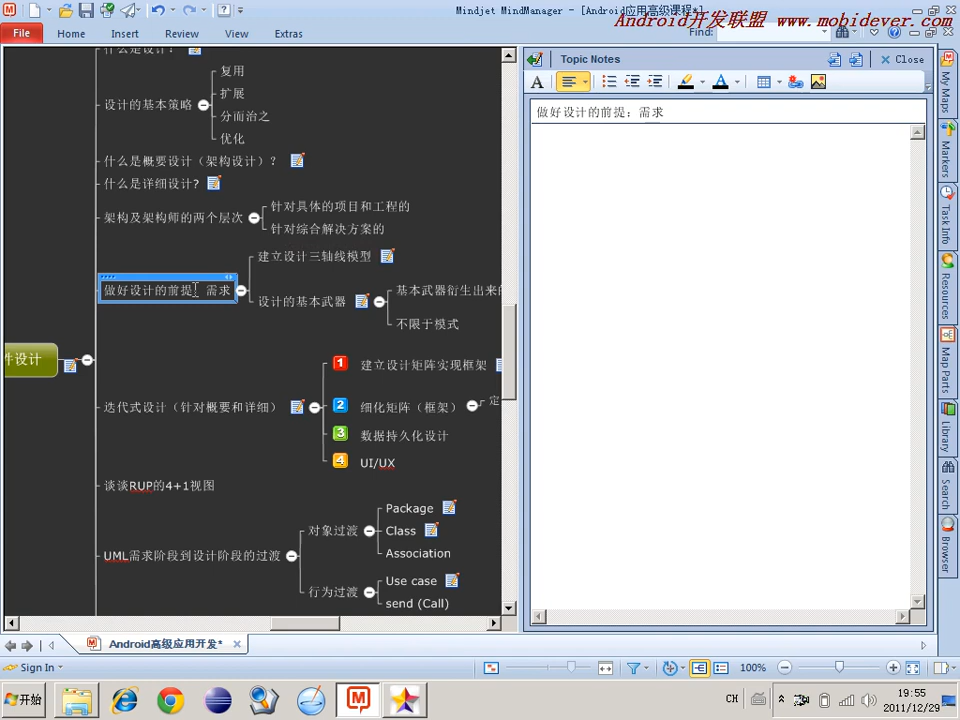 Mindjet MindManager - [Android应用高级课程*]
Android开发联盟 www.mobidever.com
File Home Insert Review View Extras Find:
什么是设计?
设计的基本策略
复用
扩展
分而治之
优化
什么是概要设计（架构设计）?
什么是详细设计?
架构及架构师的两个层次
针对具体的项目和工程的
针对综合解决方案的
做好设计的前提: 需求
建立设计三轴线模型
设计的基本武器
基本武器衍生出来的
不限于模式
件设计
迭代式设计（针对概要和详细）
1 建立设计矩阵实现框架
2 细化矩阵（框架）
定
3 数据持久化设计
4 UI/UX
谈谈RUP的4+1视图
UML需求阶段到设计阶段的过渡
对象过渡
Package
Class
Association
行为过渡
Use case
send (Call)
Topic Notes
Close
做好设计的前提: 需求
My Maps
Markers
Task Info
Resources
Map Parts
Library
Search
Browser
Android高级应用开发*
Sign In
100%
开始
CH
19:55
2011/12/29